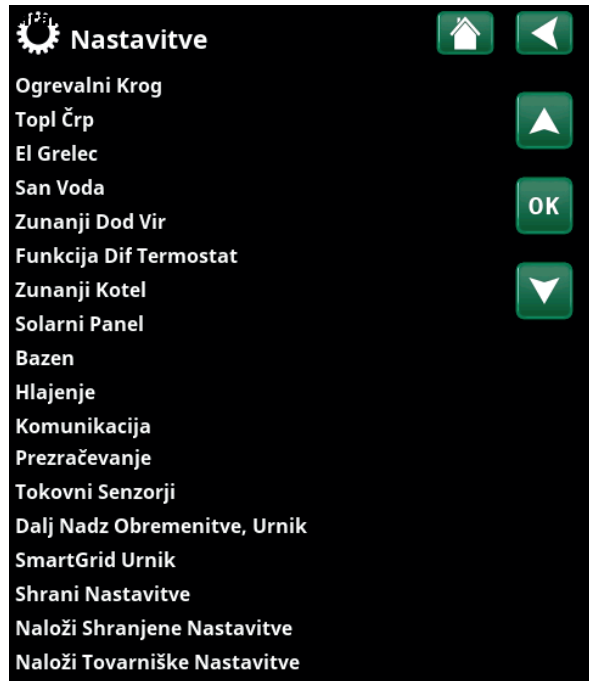 Nastavitve
Ogrevalni Krog
Topl Črp
El Grelec
San Voda
Zunanji Dod Vir
Funkcija Dif Termostat
Zunanji Kotel
Solarni Panel
Bazen
Hlajenje
Komunikacija
Prezračevanje
Tokovni Senzorji
Dalj Nadz Obremenitve, Urnik
SmartGrid Urnik
Shrani Nastavitve
Naloži Shranjene Nastavitve
Naloži Tovarniške Nastavitve
OK